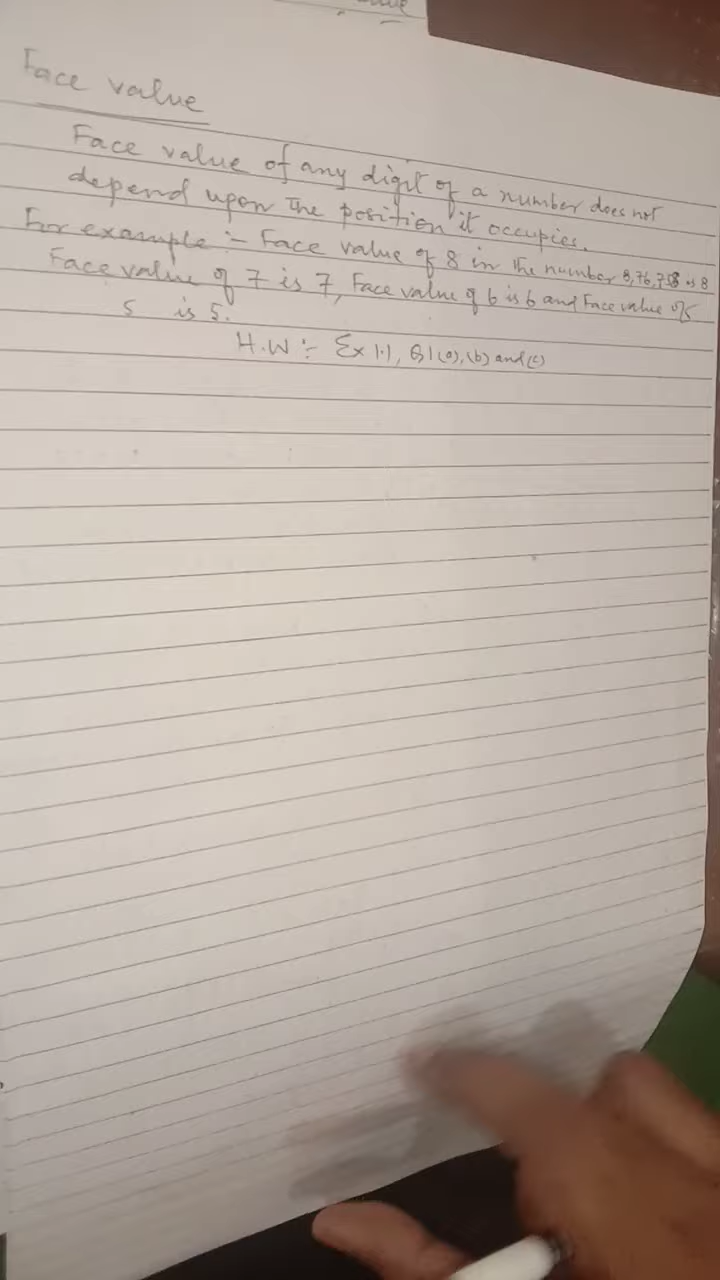 Face value
Face value of any digit of a number does not
depend upon the position it occupies.
For example :- Face value of 8 in the number 8,76,758 is 8
Face value of 7 is 7, Face value of 6 is 6 and Face value of 5
5 is 5.
H.W :- Ex 1.1, Q1(a),(b) and (c)